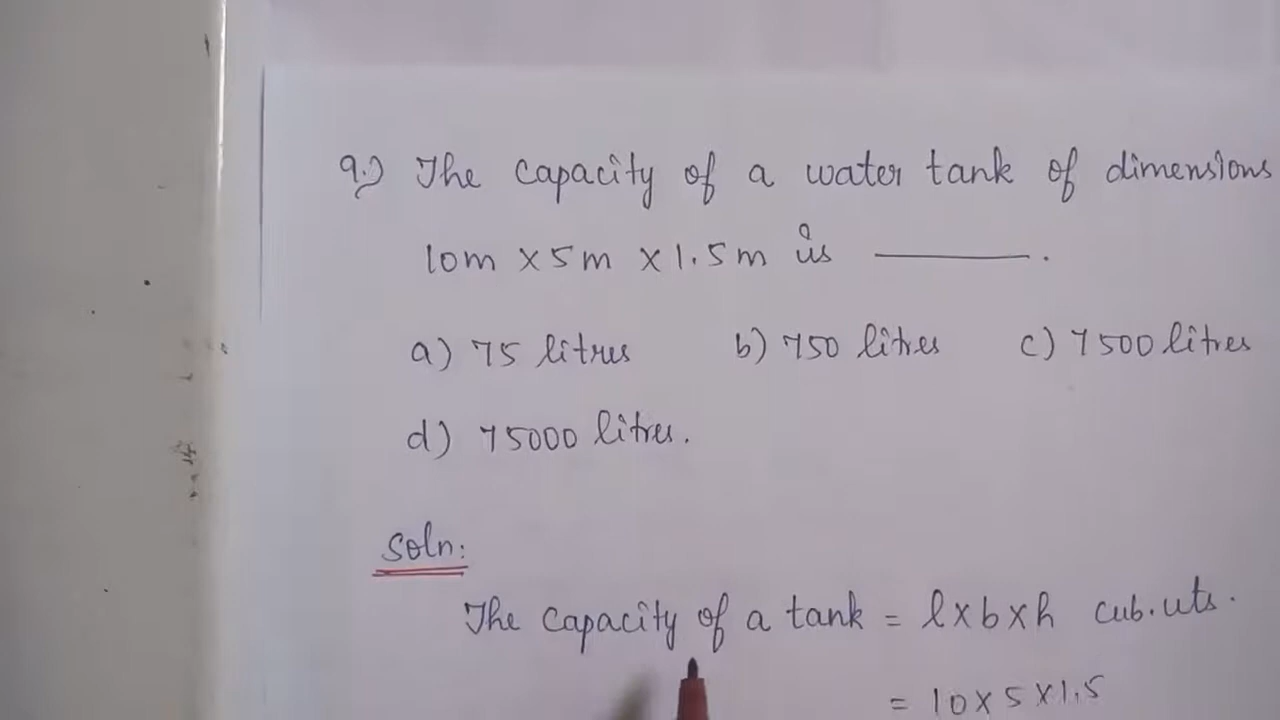 9.) The capacity of a water tank of dimensions
10m x 5m x 1.5m is ———.
a) 75 litres b) 750 litres c) 7500 litres
d) 75000 litres.
Soln:
The capacity of a tank = l x b x h cub.uts.
= 10 x 5 x 1.5